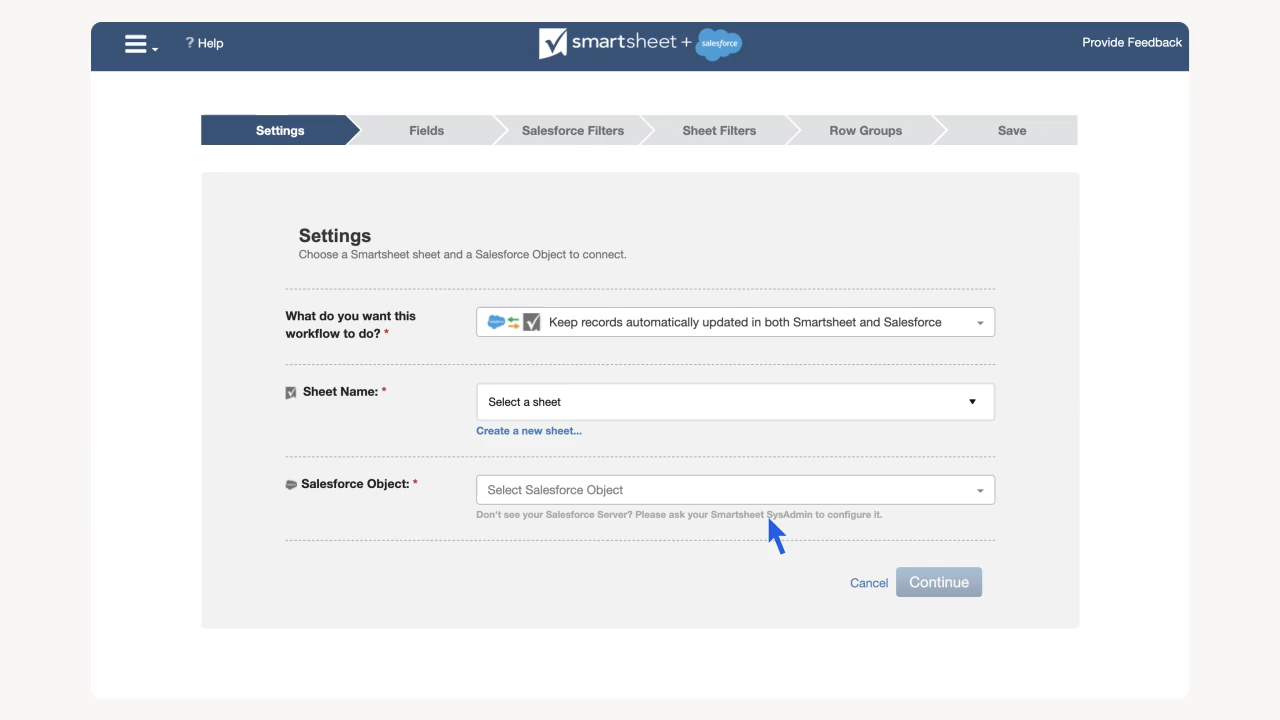 ? Help
smartsheet + salesforce
Provide Feedback
Settings
Fields
Salesforce Filters
Sheet Filters
Row Groups
Save
Settings
Choose a Smartsheet sheet and a Salesforce Object to connect.
What do you want this
workflow to do? *
Keep records automatically updated in both Smartsheet and Salesforce
Sheet Name: *
Select a sheet
Create a new sheet...
Salesforce Object: *
Select Salesforce Object
Don't see your Salesforce Server? Please ask your Smartsheet SysAdmin to configure it.
Cancel
Continue